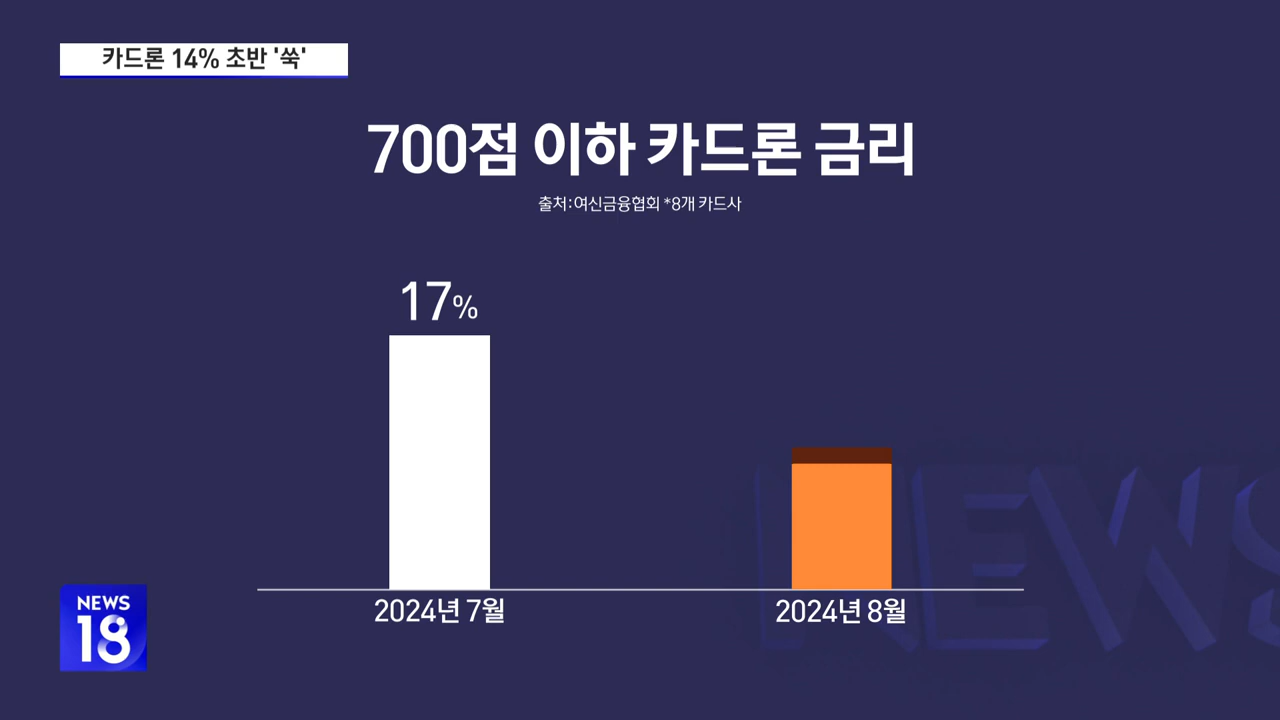 카드론 14% 초반 '쑥'
700점 이하 카드론 금리
출처:여신금융협회 *8개 카드사
17%
2024년 7월
2024년 8월
NEWS
18
NEWS